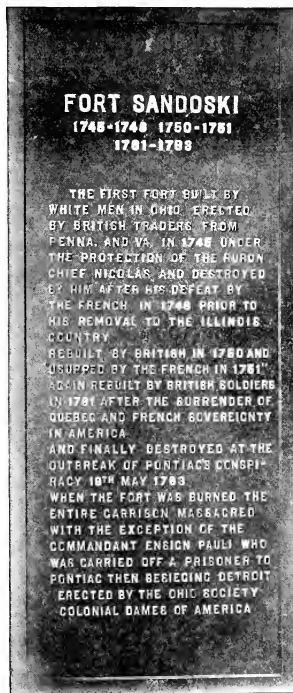 FORT SANDOSKI
1745-1748 1750-1751
1761-1763
THE FIRST FORT BUILT BY
WHITE MEN IN OHIO, ERECTED
BY BRITISH TRADERS FROM
PENNA. AND VA. IN 1745 UNDER
THE PROTECTION OF THE HURON
CHIEF NICOLAS, AND DESTROYED
BY HIM AFTER HIS DEFEAT BY
THE FRENCH IN 1748 PRIOR TO
HIS REMOVAL TO THE ILLINOIS
COUNTRY
REBUILT BY BRITISH IN 1750 AND
"USURPED BY THE FRENCH IN 1751"
AGAIN REBUILT BY BRITISH SOLDIERS
IN 1761 AFTER THE SURRENDER OF
QUEBEC AND FRENCH SOVEREIGNTY
IN AMERICA
AND FINALLY DESTROYED AT THE
OUTBREAK OF PONTIAC'S CONSPI-
RACY 16TH MAY 1763
WHEN THE FORT WAS BURNED THE
ENTIRE GARRISON MASSACRED
WITH THE EXCEPTION OF THE
COMMANDANT ENSIGN PAULI WHO
WAS CARRIED OFF A PRISONER TO
PONTIAC THEN BESIEGING DETROIT
ERECTED BY THE OHIO SOCIETY
COLONIAL DAMES OF AMERICA